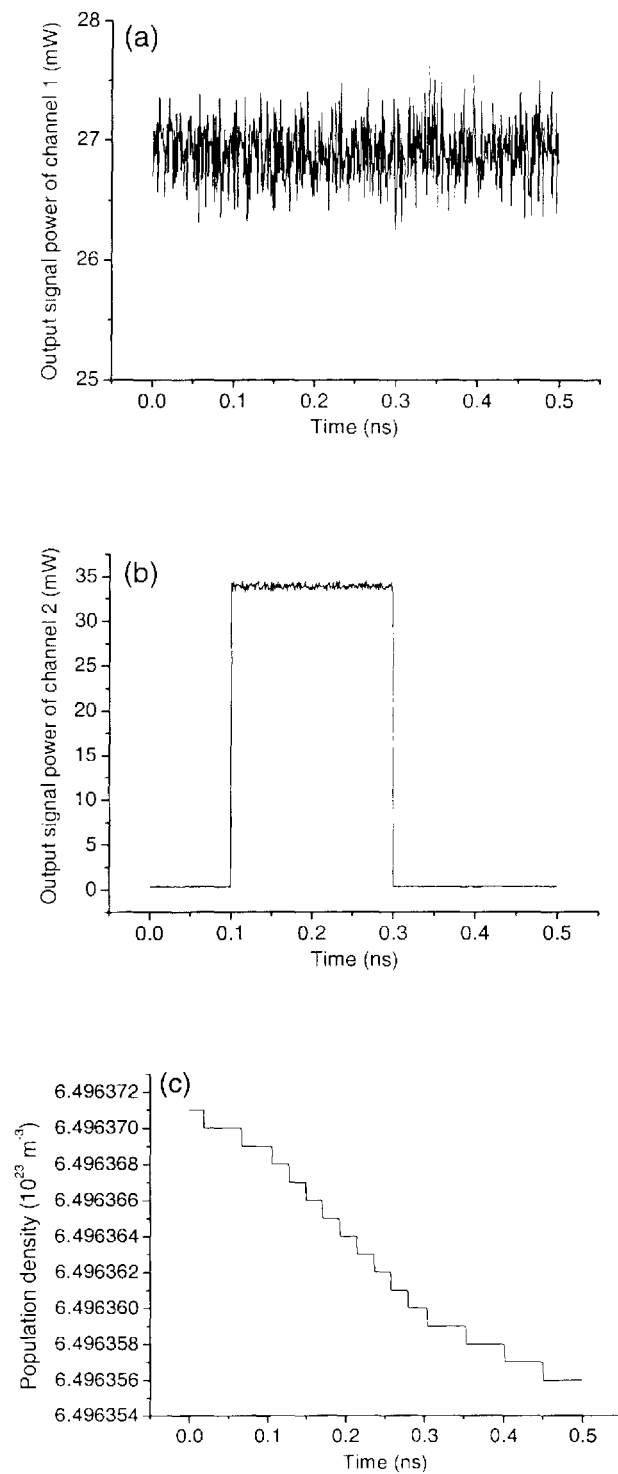 (a)
Output signal power of channel 1 (mW)
28
27
26
25
0.0 0.1 0.2 0.3 0.4 0.5
Time (ns)
(b)
Output signal power of channel 2 (mW)
35
30
25
20
15
10
5
0
0.0 0.1 0.2 0.3 0.4 0.5
Time (ns)
(c)
Population density (10²³ m⁻³)
6.496372
6.496370
6.496368
6.496366
6.496364
6.496362
6.496360
6.496358
6.496356
6.496354
0.0 0.1 0.2 0.3 0.4 0.5
Time (ns)